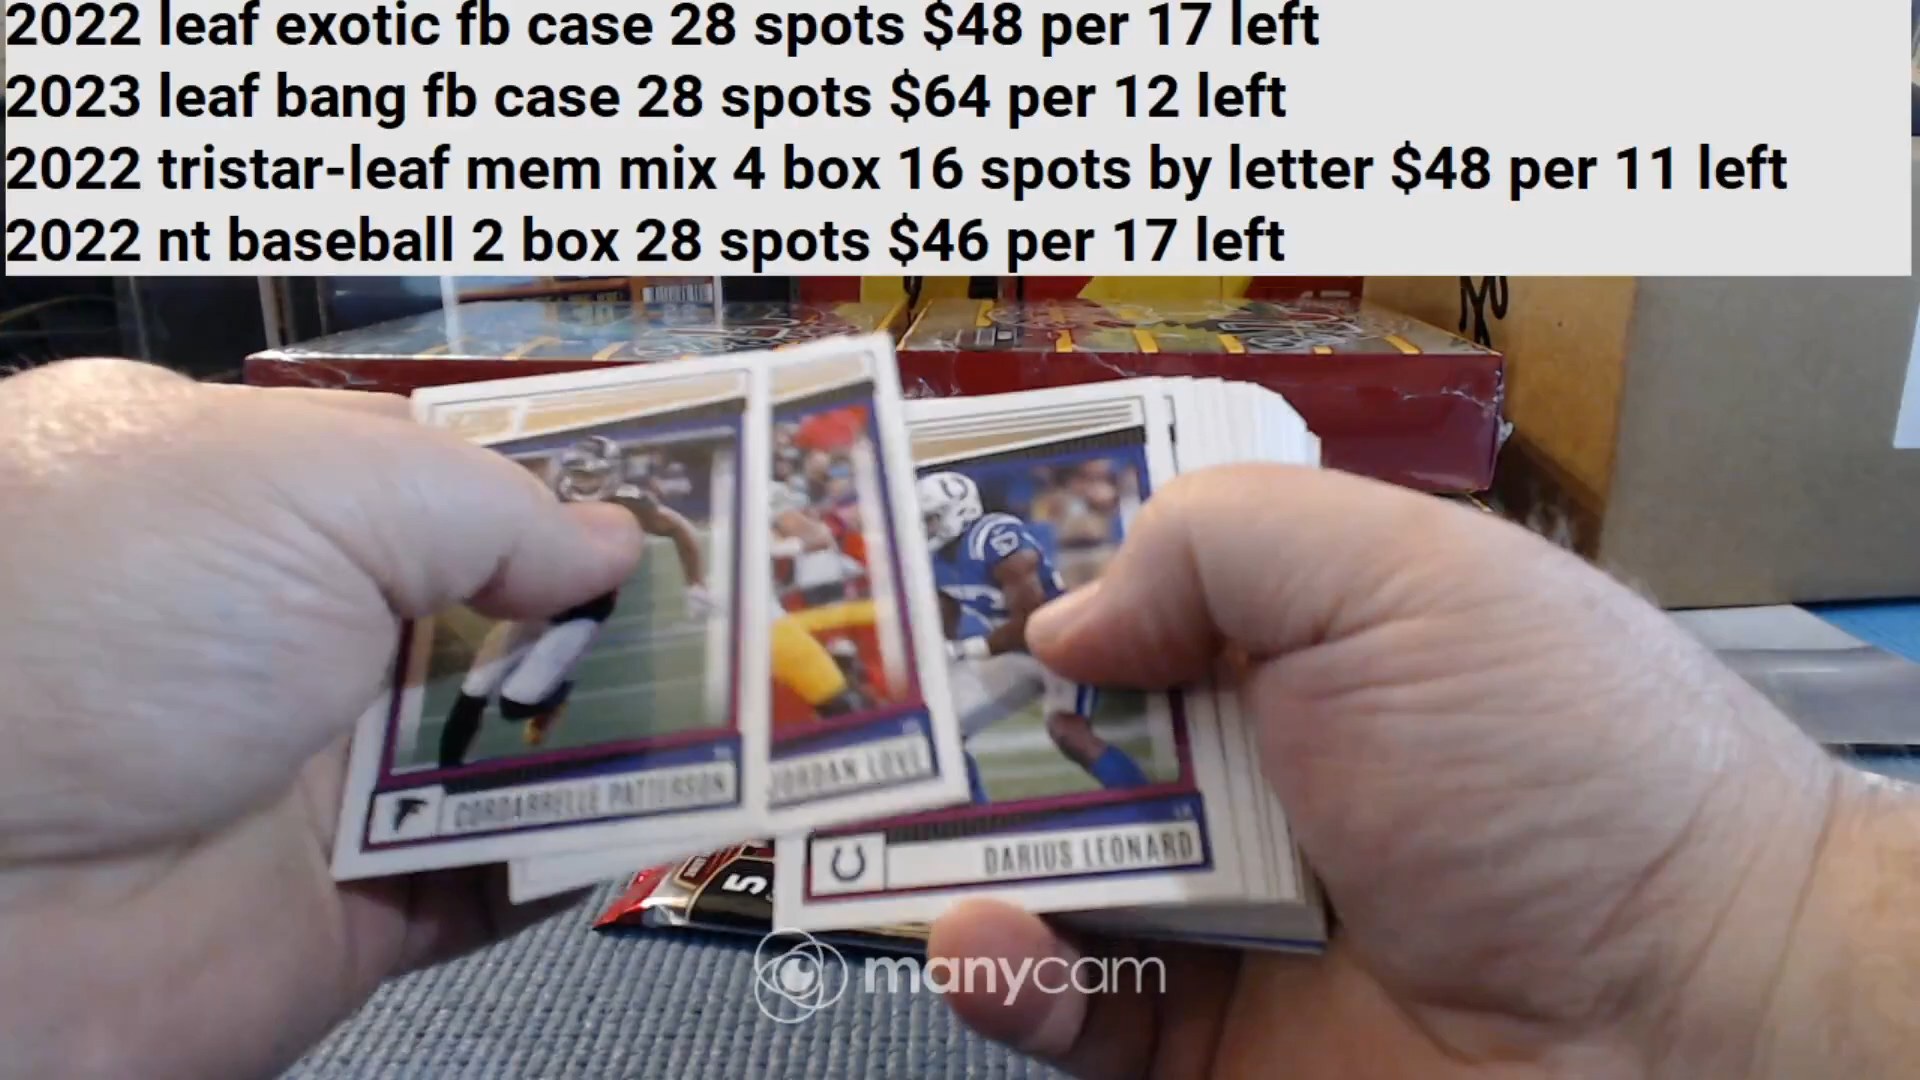 2022 leaf exotic fb case 28 spots $48 per 17 left
2023 leaf bang fb case 28 spots $64 per 12 left
2022 tristar-leaf mem mix 4 box 16 spots by letter $48 per 11 left
2022 nt baseball 2 box 28 spots $46 per 17 left
CORDARRELLE PATTERSON
JORDAN LOVE
DARIUS LEONARD
5
manycam